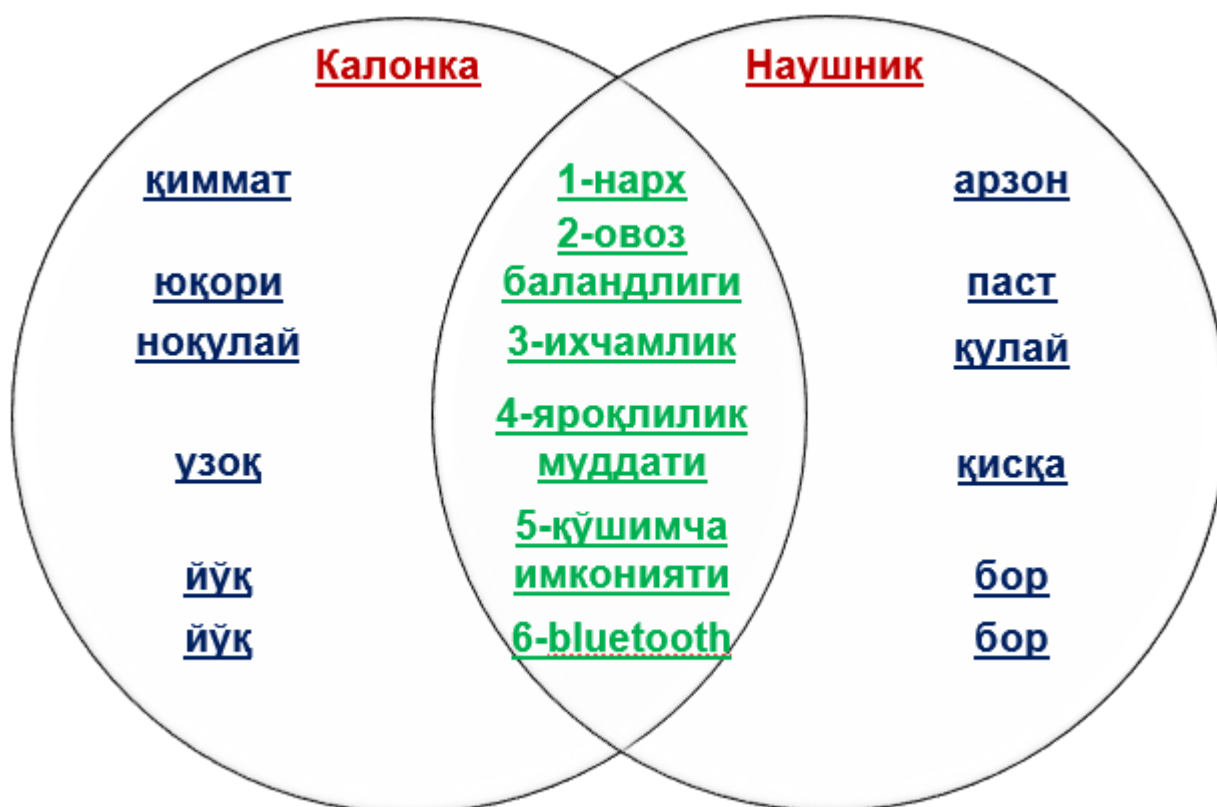 Калонка Наушник
қиммат 1-нарх арзон
2-овоз
юқори баландлиги паст
ноқулай 3-ихчамлик қулай
4-яроқлилик
узоқ муддати қисқа
5-қўшимча
йўқ имконияти бор
йўқ 6-bluetooth бор